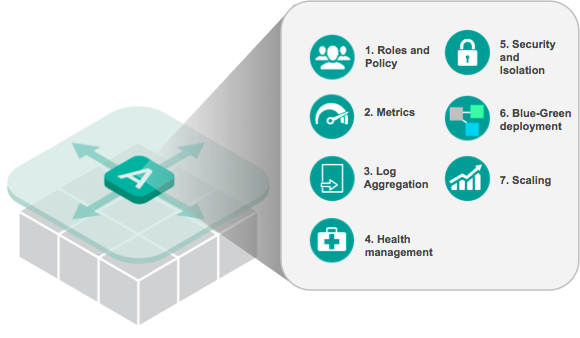 A
1. Roles and
Policy
2. Metrics
3. Log
Aggregation
4. Health
management
5. Security
and
Isolation
6. Blue-Green
deployment
7. Scaling